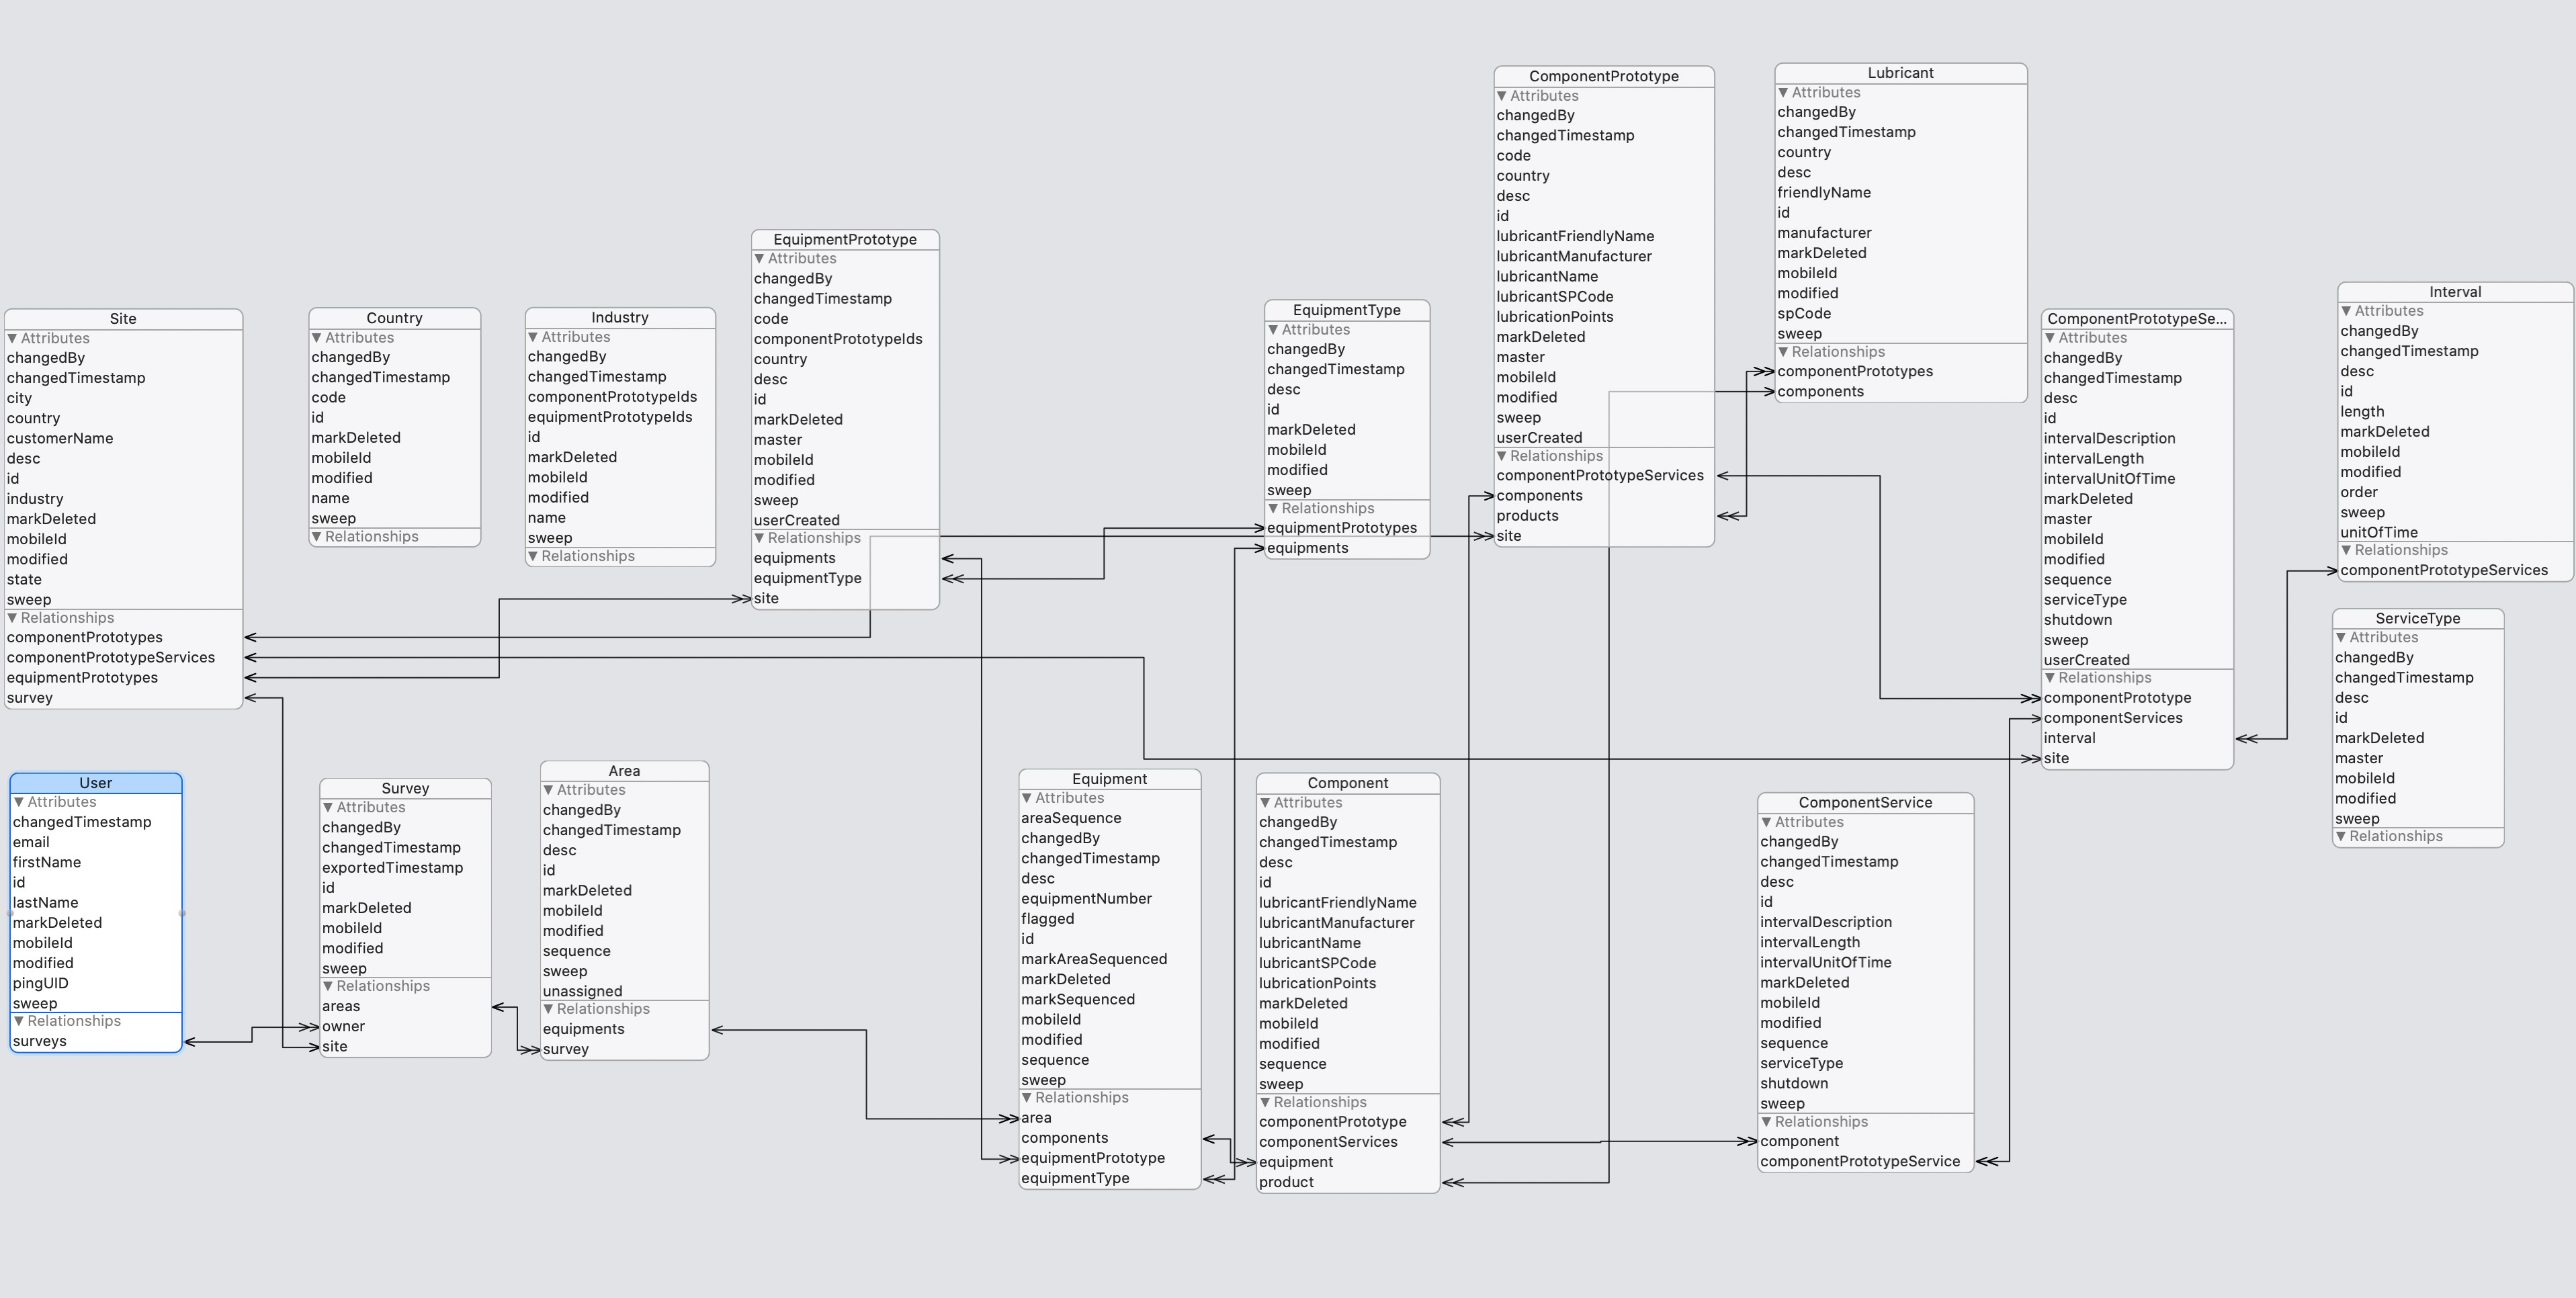 ComponentPrototype
▼ Attributes
changedBy
changedTimestamp
code
country
desc
id
lubricantFriendlyName
lubricantManufacturer
lubricantName
lubricantSPCode
lubricationPoints
markDeleted
master
mobileId
modified
sweep
userCreated
▼ Relationships
componentPrototypeServices
components
products
site
Lubricant
▼ Attributes
changedBy
changedTimestamp
country
desc
friendlyName
id
manufacturer
markDeleted
mobileId
modified
spCode
sweep
▼ Relationships
componentPrototypes
components
EquipmentPrototype
▼ Attributes
changedBy
changedTimestamp
code
componentPrototypeIds
country
desc
id
markDeleted
master
mobileId
modified
sweep
userCreated
▼ Relationships
equipments
equipmentType
site
EquipmentType
▼ Attributes
changedBy
changedTimestamp
desc
id
markDeleted
mobileId
modified
sweep
▼ Relationships
equipmentPrototypes
equipments
Interval
▼ Attributes
changedBy
changedTimestamp
desc
id
length
markDeleted
mobileId
modified
order
sweep
unitOfTime
▼ Relationships
componentPrototypeServices
Site
▼ Attributes
changedBy
changedTimestamp
city
country
customerName
desc
id
industry
markDeleted
mobileId
modified
state
sweep
▼ Relationships
componentPrototypes
componentPrototypeServices
equipmentPrototypes
survey
Country
▼ Attributes
changedBy
changedTimestamp
code
id
markDeleted
mobileId
modified
name
sweep
▼ Relationships
Industry
▼ Attributes
changedBy
changedTimestamp
componentPrototypeIds
equipmentPrototypeIds
id
markDeleted
mobileId
modified
name
sweep
▼ Relationships
ComponentPrototypeSe...
▼ Attributes
changedBy
changedTimestamp
desc
id
intervalDescription
intervalLength
intervalUnitOfTime
markDeleted
master
mobileId
modified
sequence
serviceType
shutdown
sweep
userCreated
▼ Relationships
componentPrototype
componentServices
interval
site
ServiceType
▼ Attributes
changedBy
changedTimestamp
desc
id
markDeleted
master
mobileId
modified
sweep
▼ Relationships
User
▼ Attributes
changedTimestamp
email
firstName
id
lastName
markDeleted
mobileId
modified
pingUID
sweep
▼ Relationships
surveys
Survey
▼ Attributes
changedBy
changedTimestamp
exportedTimestamp
id
markDeleted
mobileId
modified
sweep
▼ Relationships
areas
owner
site
Area
▼ Attributes
changedBy
changedTimestamp
desc
id
markDeleted
mobileId
modified
sequence
sweep
unassigned
▼ Relationships
equipments
survey
Equipment
▼ Attributes
areaSequence
changedBy
changedTimestamp
desc
equipmentNumber
flagged
id
markAreaSequenced
markDeleted
markSequenced
mobileId
modified
sequence
sweep
▼ Relationships
area
components
equipmentPrototype
equipmentType
Component
▼ Attributes
changedBy
changedTimestamp
desc
id
lubricantFriendlyName
lubricantManufacturer
lubricantName
lubricantSPCode
lubricationPoints
markDeleted
mobileId
modified
sequence
sweep
▼ Relationships
componentPrototype
componentServices
equipment
product
ComponentService
▼ Attributes
changedBy
changedTimestamp
desc
id
intervalDescription
intervalLength
intervalUnitOfTime
markDeleted
mobileId
modified
sequence
serviceType
shutdown
sweep
▼ Relationships
component
componentPrototypeService